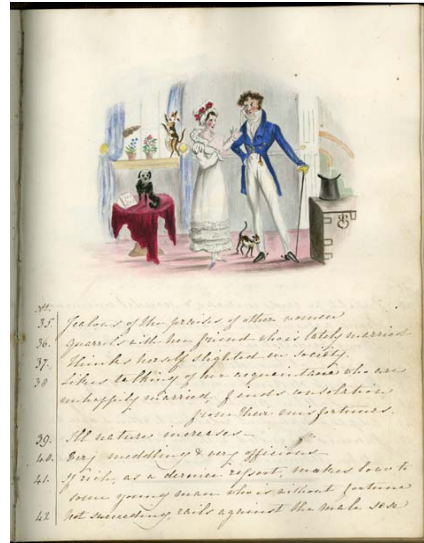 35. Jealous of the praises of other women
36. Quarrels with her friend who is lately married
37. Thinks herself slighted in society.
38 Likes talking of her acquaintance who are
unhappily married, finds consolation
from their misfortunes.
39. Ill nature increases
40. Very meddling & very officious
41. If rich, as a dernier ressort, makes love to
some young man who is without fortune
42 Not succeeding, rails against the male sex